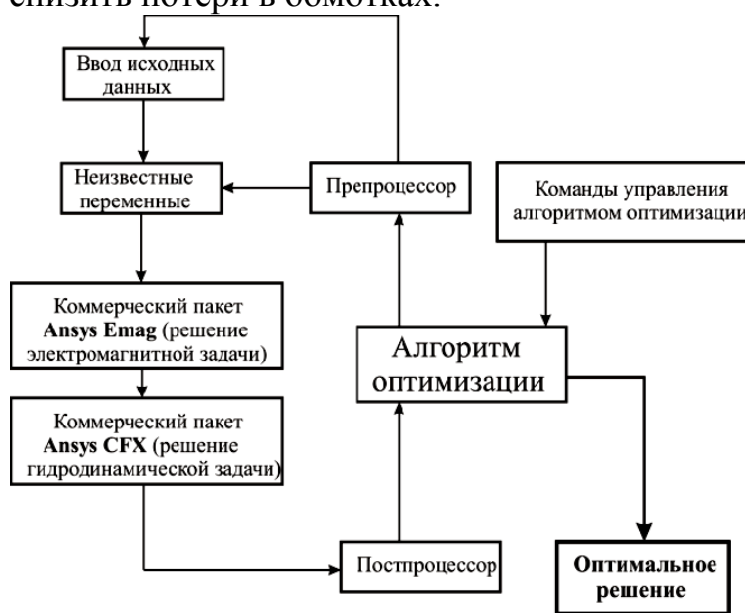 снизить потери в обмотках.
Ввод исходных
данных
Неизвестные
переменные
Препроцессор
Команды управления
алгоритмом оптимизации
Коммерческий пакет
Ansys Emag (решение
электромагнитной задачи)
Алгоритм
оптимизации
Коммерческий пакет
Ansys CFX (решение
гидродинамической задачи)
Постпроцессор
Оптимальное
решение